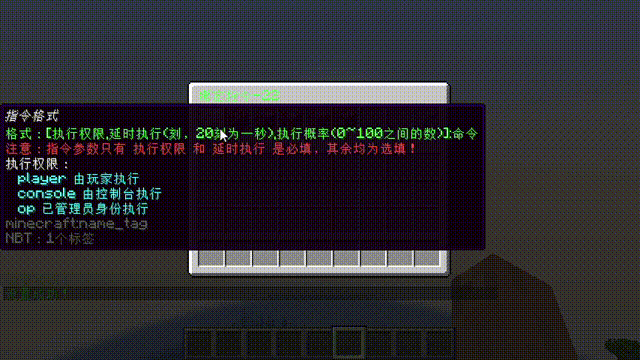 指令格式
格式：[执行权限,延时执行(刻，20刻为一秒),执行概率(0~100之间的数)]:命令
注意：指令参数只有 执行权限 和 延时执行 是必填，其余均为选填！
执行权限：
player 由玩家执行
console 由控制台执行
op 已管理员身份执行
minecraft:name_tag
NBT：1个标签